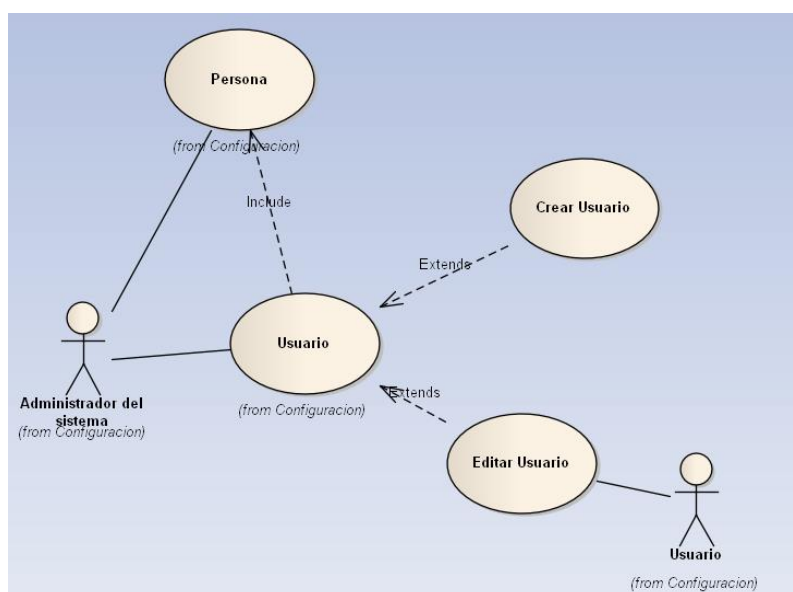 Persona
(from Configuracion)
Include
Crear Usuario
Extends
Usuario
(from Configuracion)
Administrador del
sistema
(from Configuracion)
Extends
Editar Usuario
Usuario
(from Configuracion)